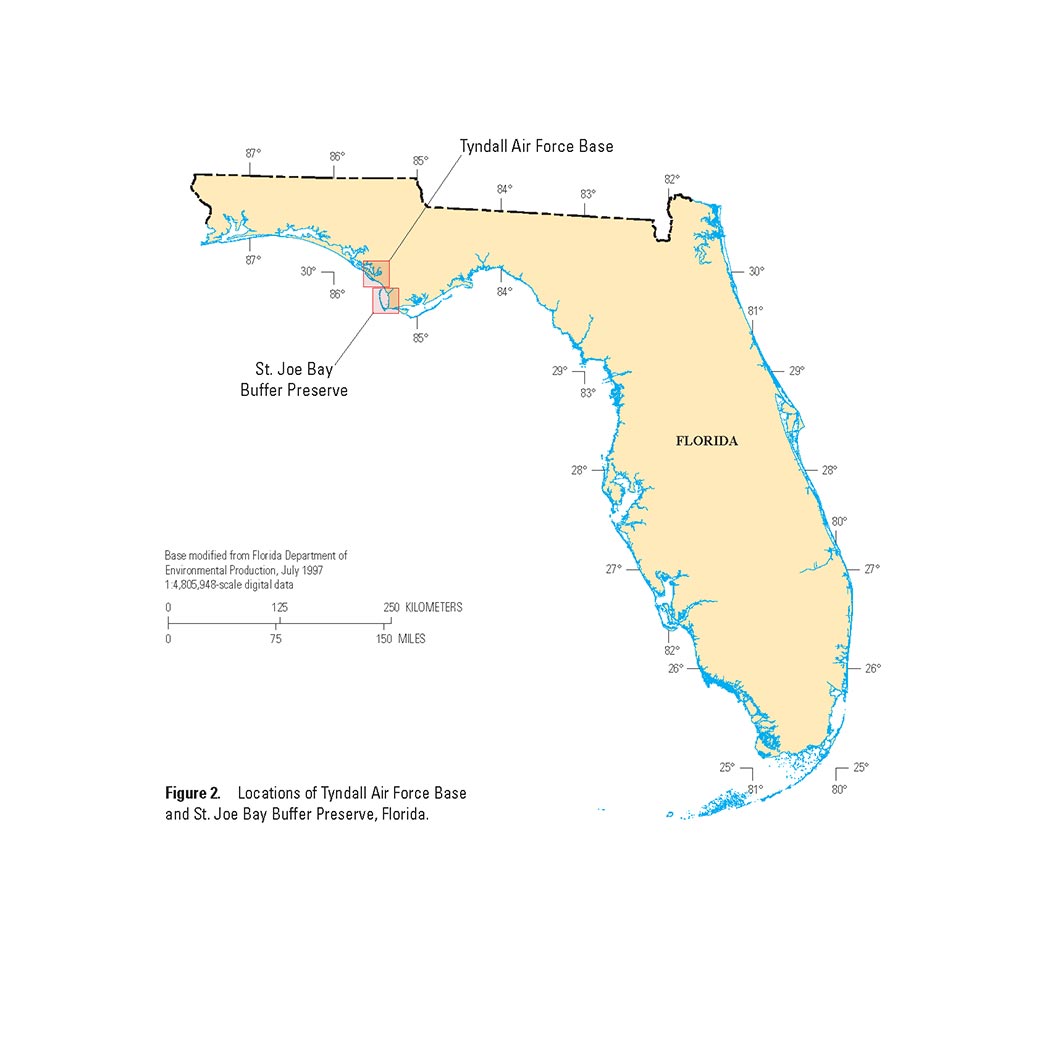 Tyndall Air Force Base
87°
86°
85°
84°
83°
82°
87°
30°
86°
84°
85°
30°
81°
St. Joe Bay
Buffer Preserve
29°
83°
29°
FLORIDA
28°
28°
80°
Base modified from Florida Department of
Environmental Production, July 1997
1:4,805,948-scale digital data
27°
27°
0 125 250 KILOMETERS
0 75 150 MILES
82°
26°
26°
25°
25°
81°
80°
Figure 2. Locations of Tyndall Air Force Base
and St. Joe Bay Buffer Preserve, Florida.